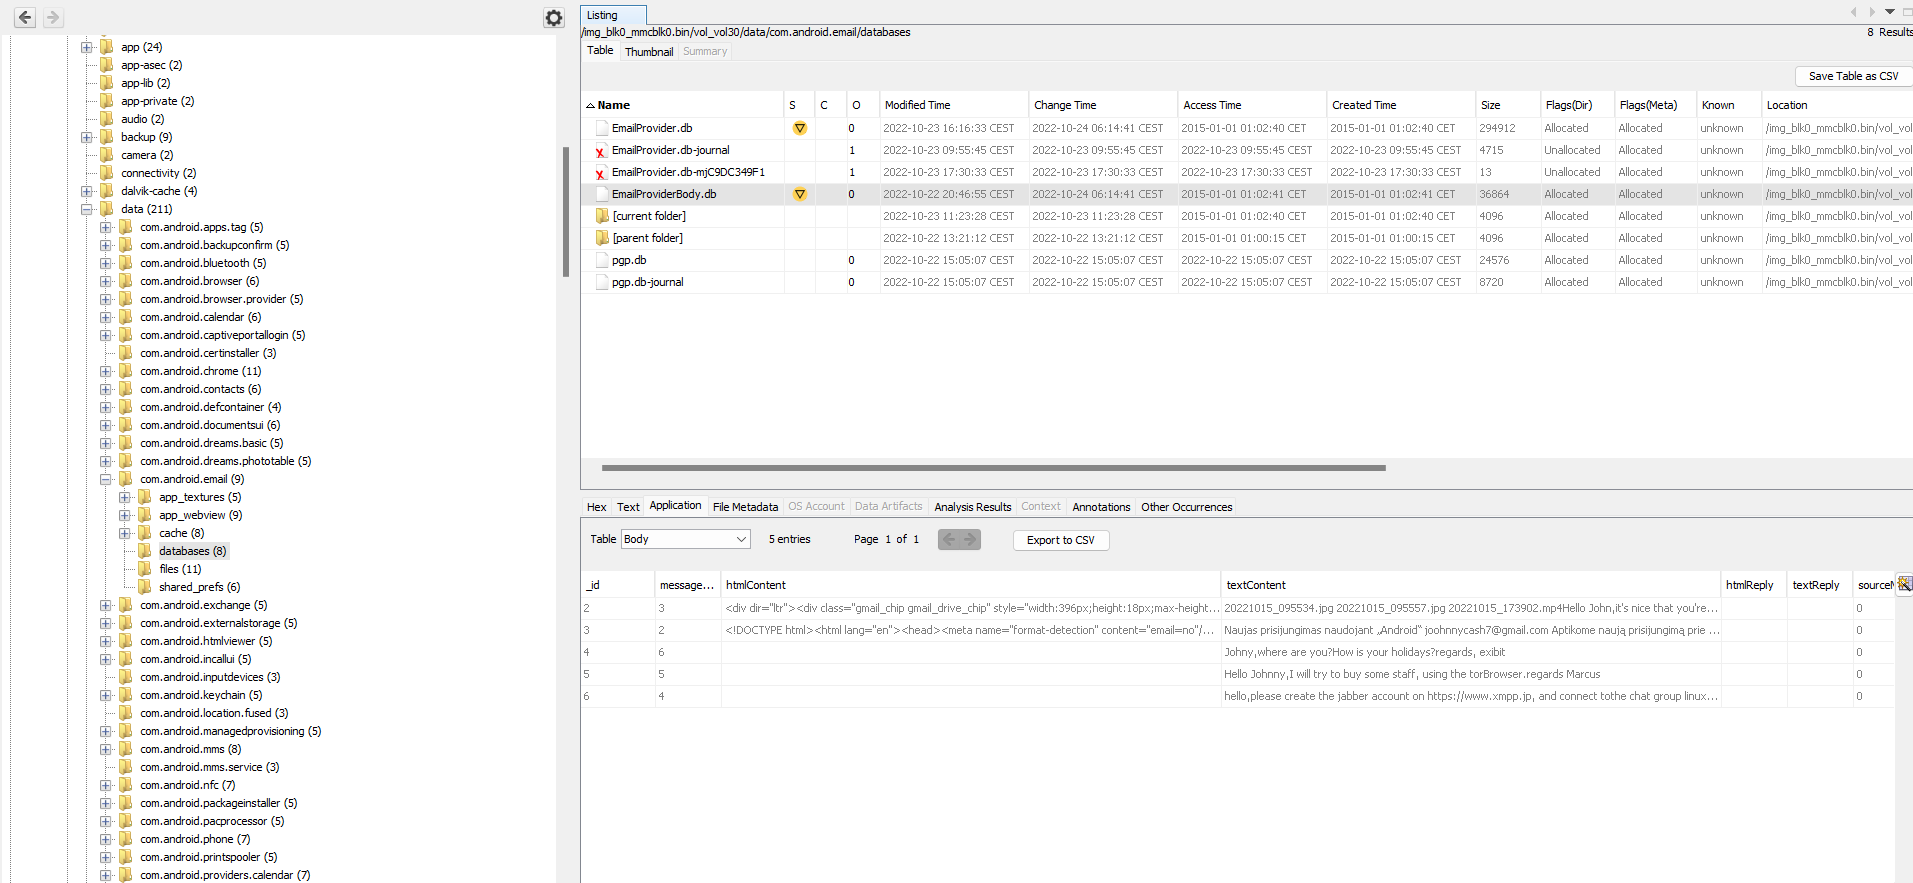 app (24)
app-asec (2)
app-lib (2)
app-private (2)
audio (2)
backup (9)
camera (2)
connectivity (2)
dalvik-cache (4)
data (211)
com.android.apps.tag (5)
com.android.backupconfirm (5)
com.android.bluetooth (5)
com.android.browser (6)
com.android.browser.provider (5)
com.android.calendar (6)
com.android.captiveportallogin (5)
com.android.certinstaller (3)
com.android.chrome (11)
com.android.contacts (6)
com.android.defcontainer (4)
com.android.documentsui (6)
com.android.dreams.basic (5)
com.android.dreams.phototable (5)
com.android.email (9)
app_textures (5)
app_webview (9)
cache (8)
databases (8)
files (11)
shared_prefs (6)
com.android.exchange (5)
com.android.externalstorage (5)
com.android.htmlviewer (5)
com.android.incallui (5)
com.android.inputdevices (3)
com.android.keychain (5)
com.android.location.fused (3)
com.android.managedprovisioning (5)
com.android.mms (8)
com.android.mms.service (3)
com.android.nfc (7)
com.android.packageinstaller (5)
com.android.pacprocessor (5)
com.android.phone (7)
com.android.printspooler (5)
com.android.providers.calendar (7)
Listing
/img_blk0_mmcblk0.bin/vol_vol30/data/com.android.email/databases
8 Results
Table Thumbnail Summary
Save Table as CSV
Name S C O Modified Time Change Time Access Time Created Time Size Flags(Dir) Flags(Meta) Known Location
EmailProvider.db 0 2022-10-23 16:16:33 CEST 2022-10-24 06:14:41 CEST 2015-01-01 01:02:40 CET 2015-01-01 01:02:40 CET 294912 Allocated Allocated unknown /img_blk0_mmcblk0.bin/vol_vol
EmailProvider.db-journal 1 2022-10-23 09:55:45 CEST 2022-10-23 09:55:45 CEST 2022-10-23 09:55:45 CEST 2022-10-23 09:55:45 CEST 4715 Unallocated Allocated unknown /img_blk0_mmcblk0.bin/vol_vol
EmailProvider.db-mjC9DC349F1 1 2022-10-23 17:30:33 CEST 2022-10-23 17:30:33 CEST 2022-10-23 17:30:33 CEST 2022-10-23 17:30:33 CEST 13 Unallocated Allocated unknown /img_blk0_mmcblk0.bin/vol_vol
EmailProviderBody.db 0 2022-10-22 20:46:55 CEST 2022-10-24 06:14:41 CEST 2015-01-01 01:02:41 CET 2015-01-01 01:02:41 CET 36864 Allocated Allocated unknown /img_blk0_mmcblk0.bin/vol_vol
[current folder] 2022-10-23 11:23:28 CEST 2022-10-23 11:23:28 CEST 2015-01-01 01:02:40 CET 2015-01-01 01:02:40 CET 4096 Allocated Allocated unknown /img_blk0_mmcblk0.bin/vol_vol
[parent folder] 2022-10-22 13:21:12 CEST 2022-10-22 13:21:12 CEST 2015-01-01 01:00:15 CET 2015-01-01 01:00:15 CET 4096 Allocated Allocated unknown /img_blk0_mmcblk0.bin/vol_vol
pgp.db 0 2022-10-22 15:05:07 CEST 2022-10-22 15:05:07 CEST 2022-10-22 15:05:07 CEST 2022-10-22 15:05:07 CEST 24576 Allocated Allocated unknown /img_blk0_mmcblk0.bin/vol_vol
pgp.db-journal 0 2022-10-22 15:05:07 CEST 2022-10-22 15:05:07 CEST 2022-10-22 15:05:07 CEST 2022-10-22 15:05:07 CEST 8720 Allocated Allocated unknown /img_blk0_mmcblk0.bin/vol_vol
Hex Text Application File Metadata OS Account Data Artifacts Analysis Results Context Annotations Other Occurrences
Table Body 5 entries Page 1 of 1 Export to CSV
_id message... htmlContent textContent htmlReply textReply sourceM
2 3 <div dir="ltr"><div class="gmail_chip gmail_drive_chip" style="width:396px;height:18px;max-height... 20221015_095534.jpg 20221015_095557.jpg 20221015_173902.mp4Hello John,it's nice that you're... 0
3 2 <!DOCTYPE html><html lang="en"><head><meta name="format-detection" content="email=no"/... Naujas prisijungimas naudojant „Android“ joohnnycash7@gmail.com Aptikome naują prisijungimą prie ... 0
4 6 Johny,where are you?How is your holidays?regards, exibit 0
5 5 Hello Johnny,I will try to buy some staff, using the torBrowser.regards Marcus 0
6 4 hello,please create the jabber account on https://www.xmpp.jp, and connect tothe chat group linux... 0